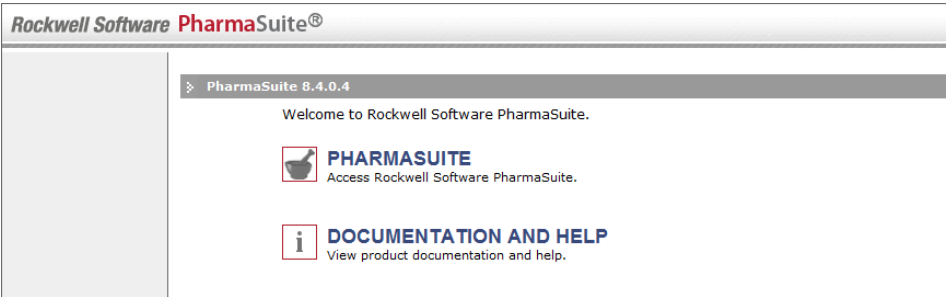 Rockwell Software PharmaSuite®
PharmaSuite 8.4.0.4
Welcome to Rockwell Software PharmaSuite.
PHARMASUITE
Access Rockwell Software PharmaSuite.
i DOCUMENTATION AND HELP
View product documentation and help.